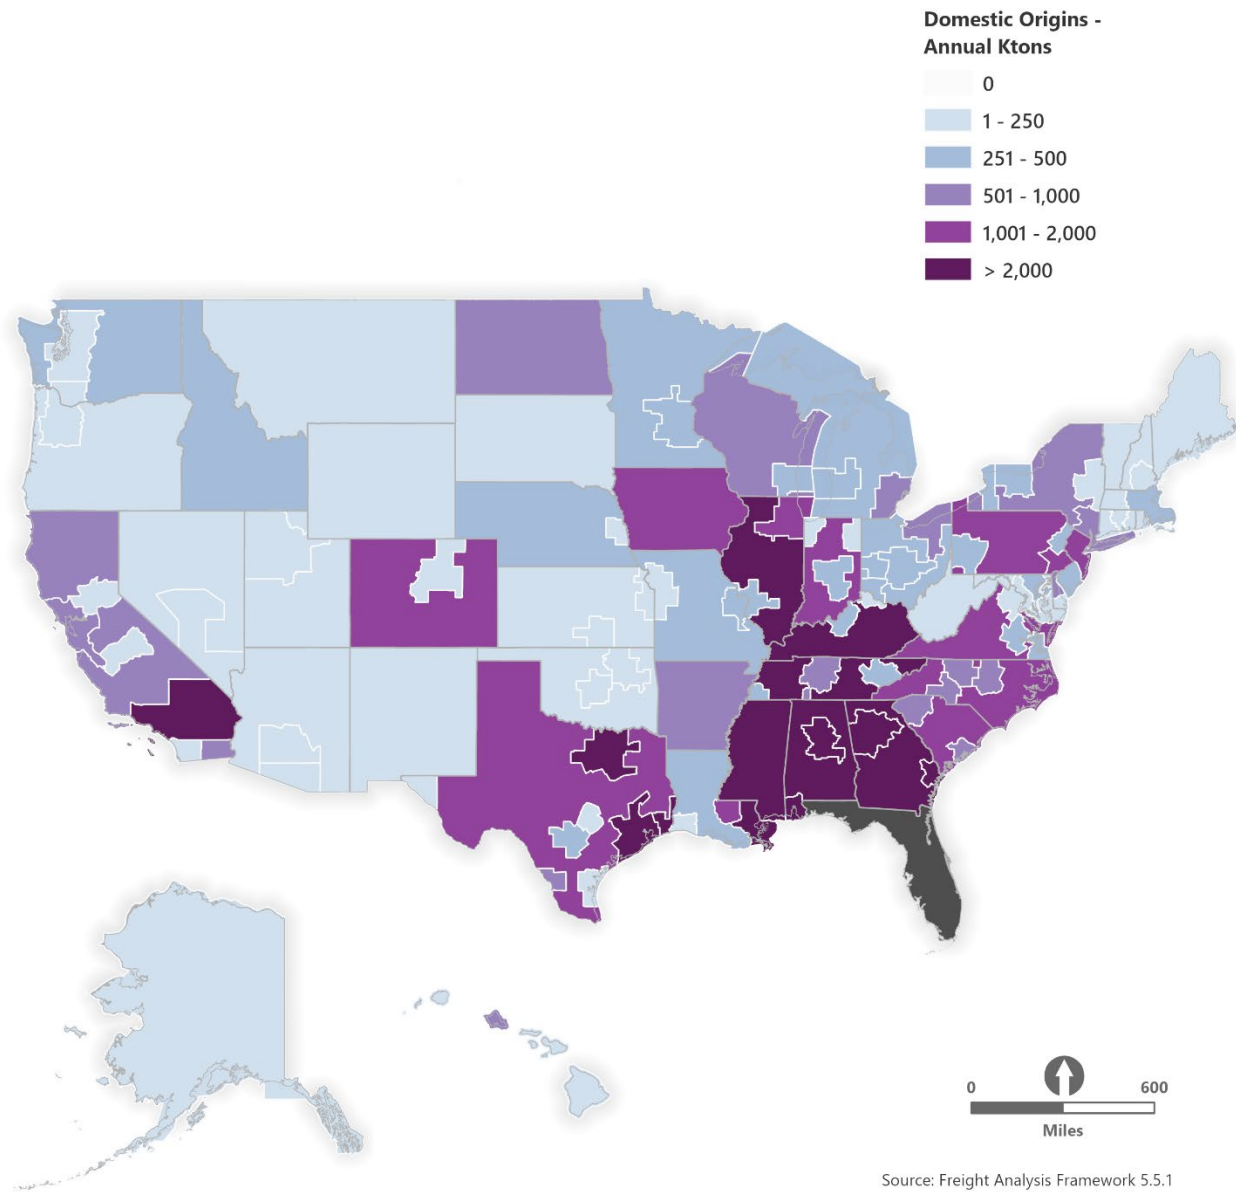 Domestic Origins -
Annual Ktons
0
1 - 250
251 - 500
501 - 1,000
1,001 - 2,000
> 2,000
0 600
Miles
Source: Freight Analysis Framework 5.5.1